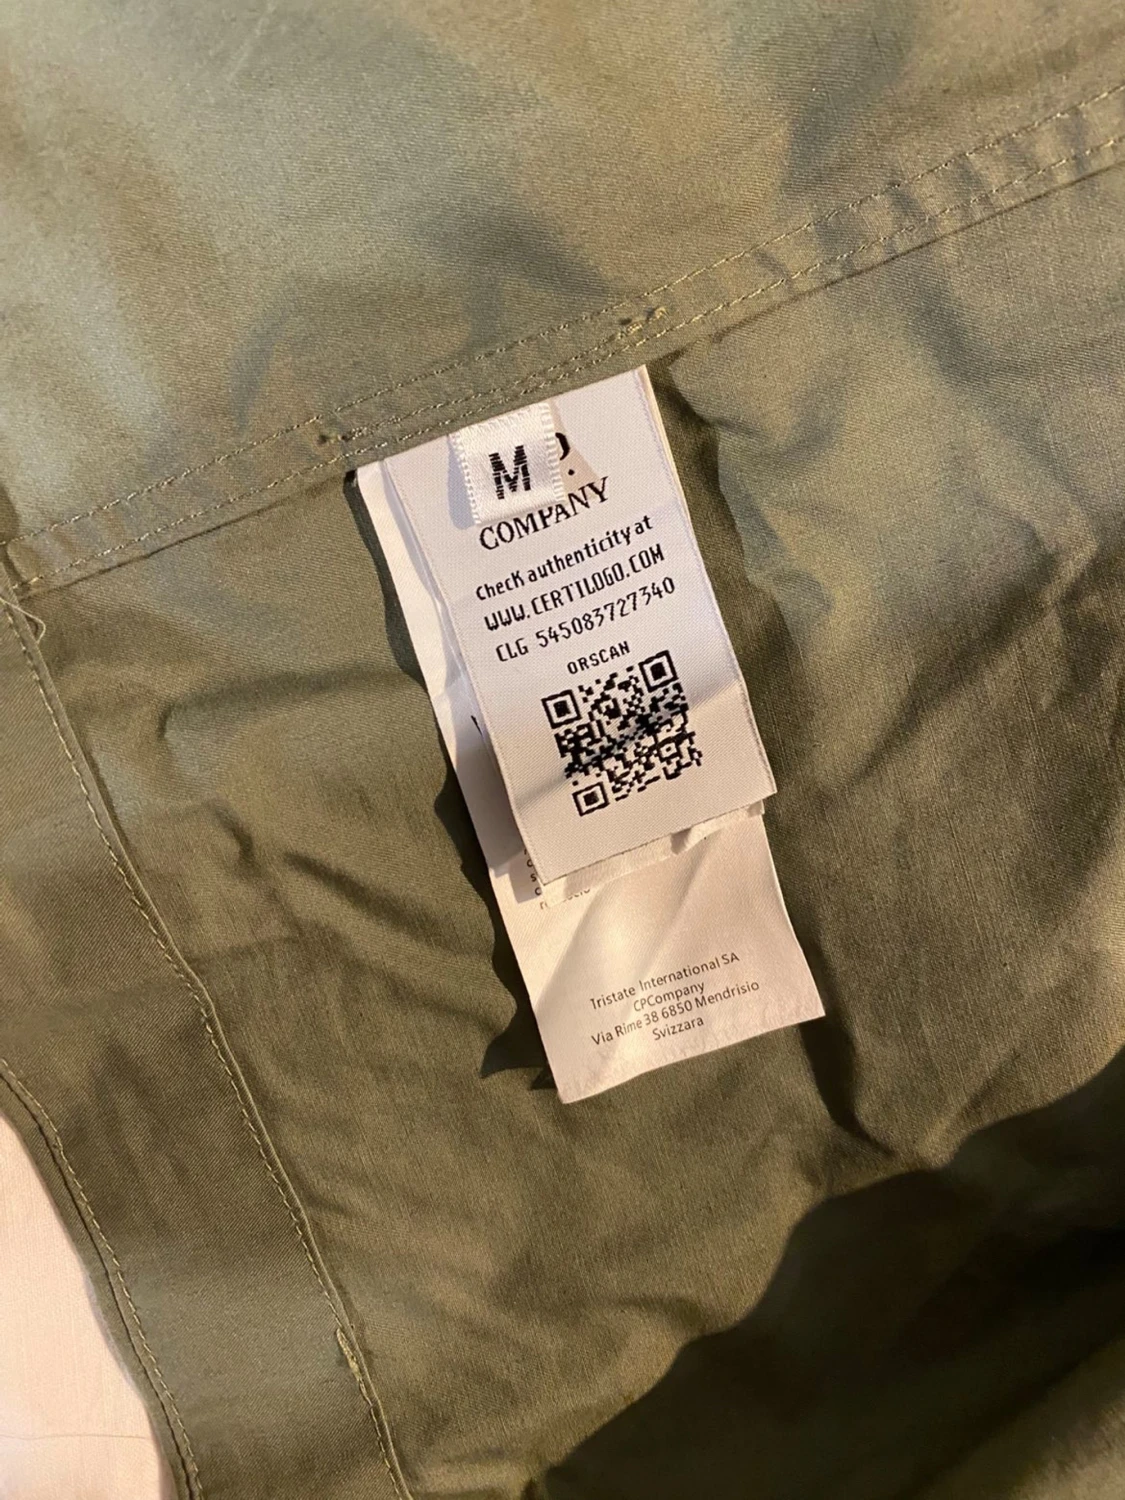 M
P.
COMPANY
Check authenticity at
WWW.CERTILOGO.COM
CLG 545083727340
ORSCAN
Tristate International SA
CPCompany
Via Rime 38 6850 Mendrisio
Svizzara